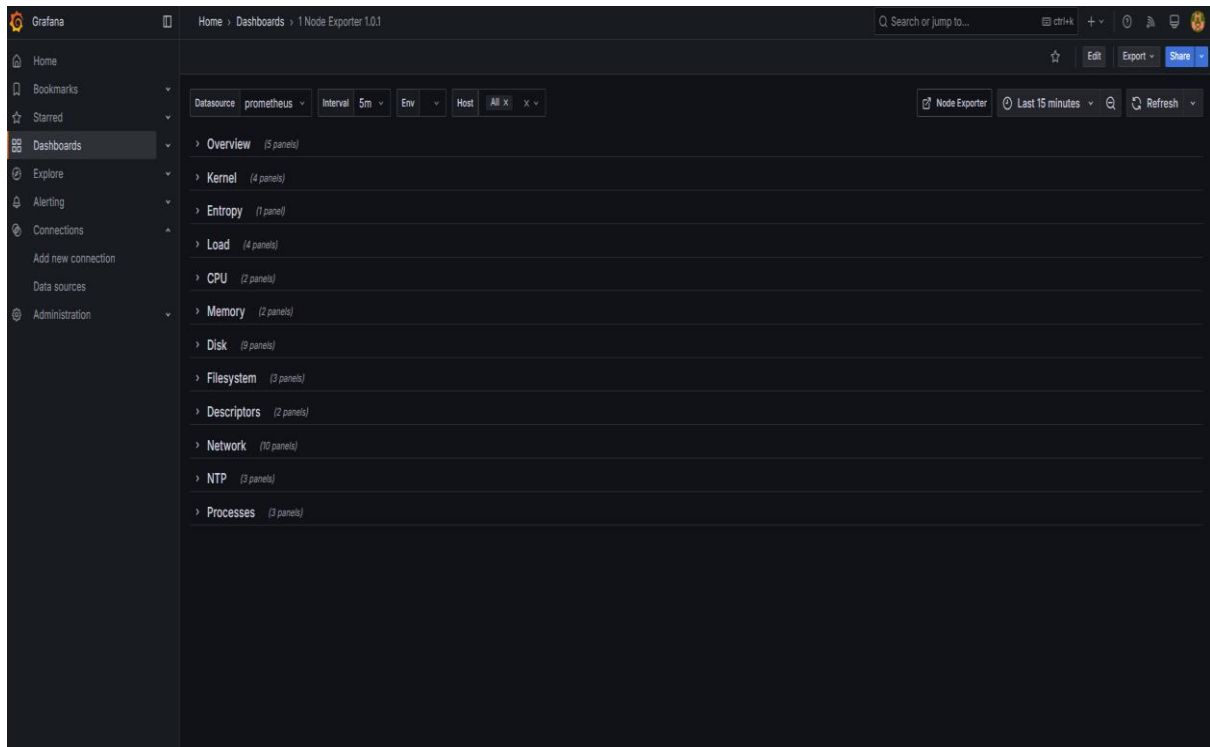 Grafana
Home › Dashboards › 1 Node Exporter 1.0.1
Search or jump to... ctrl+k
Edit Export Share
Home
Bookmarks
Starred
Dashboards
Explore
Alerting
Connections
Add new connection
Data sources
Administration
Datasource prometheus Interval 5m Env Host All x x
Node Exporter Last 15 minutes Refresh
Overview (5 panels)
Kernel (4 panels)
Entropy (1 panel)
Load (4 panels)
CPU (2 panels)
Memory (2 panels)
Disk (9 panels)
Filesystem (3 panels)
Descriptors (2 panels)
Network (10 panels)
NTP (3 panels)
Processes (3 panels)